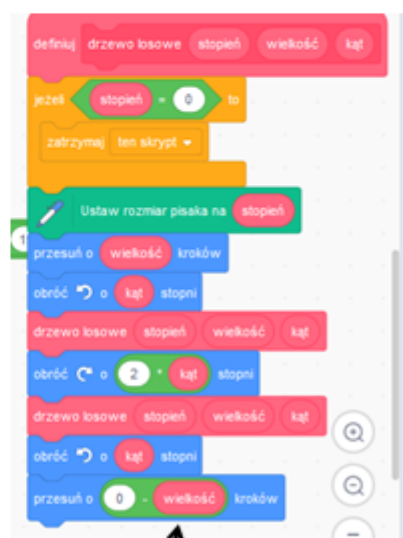 definiuj drzewo losowe stopień wielkość kąt
jeżeli stopień = 0 to
zatrzymaj ten skrypt
Ustaw rozmiar pisaka na stopień
1
przesuń o wielkość kroków
obróć o kąt stopni
drzewo losowe stopień wielkość kąt
obróć o 2 * kąt stopni
drzewo losowe stopień wielkość kąt
obróć o kąt stopni
przesuń o 0 - wielkość kroków